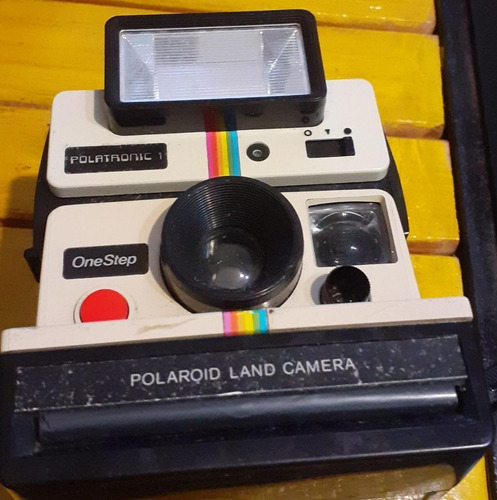 POLATRONIC 1
OneStep
POLAROID LAND CAMERA